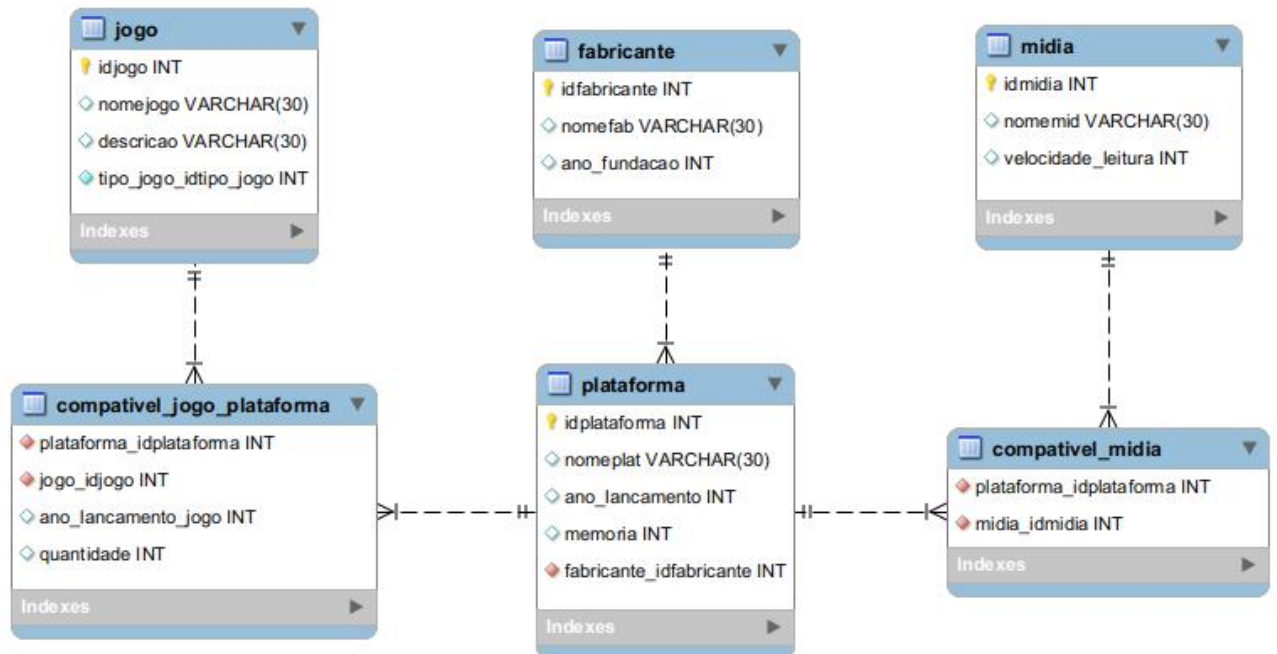 jogo
idjogo INT
nomejogo VARCHAR(30)
descricao VARCHAR(30)
tipo_jogo_idtipo_jogo INT
Indexes
fabricante
idfabricante INT
nomefab VARCHAR(30)
ano_fundacao INT
Indexes
midia
idmidia INT
nomemid VARCHAR(30)
velocidade_leitura INT
Indexes
compativel_jogo_plataforma
plataforma_idplataforma INT
jogo_idjogo INT
ano_lancamento_jogo INT
quantidade INT
Indexes
plataforma
idplataforma INT
nomeplat VARCHAR(30)
ano_lancamento INT
memoria INT
fabricante_idfabricante INT
Indexes
compativel_midia
plataforma_idplataforma INT
midia_idmidia INT
Indexes